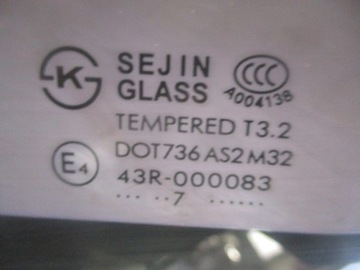 K
SEJIN
GLASS
CCC
A004138
TEMPERED T3.2
E4
DOT736 AS2 M32
43R-000083
... ..7 ......